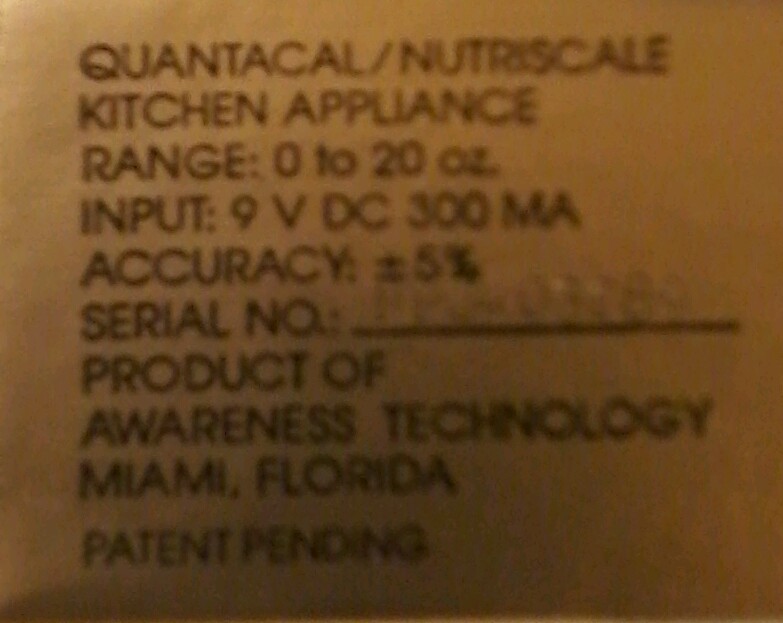 QUANTACAL/NUTRISCALE
KITCHEN APPLIANCE
RANGE: 0 to 20 oz.
INPUT: 9 V DC 300 MA
ACCURACY: ±5%
SERIAL NO.:
PRODUCT OF
AWARENESS TECHNOLOGY
MIAMI, FLORIDA
PATENT PENDING